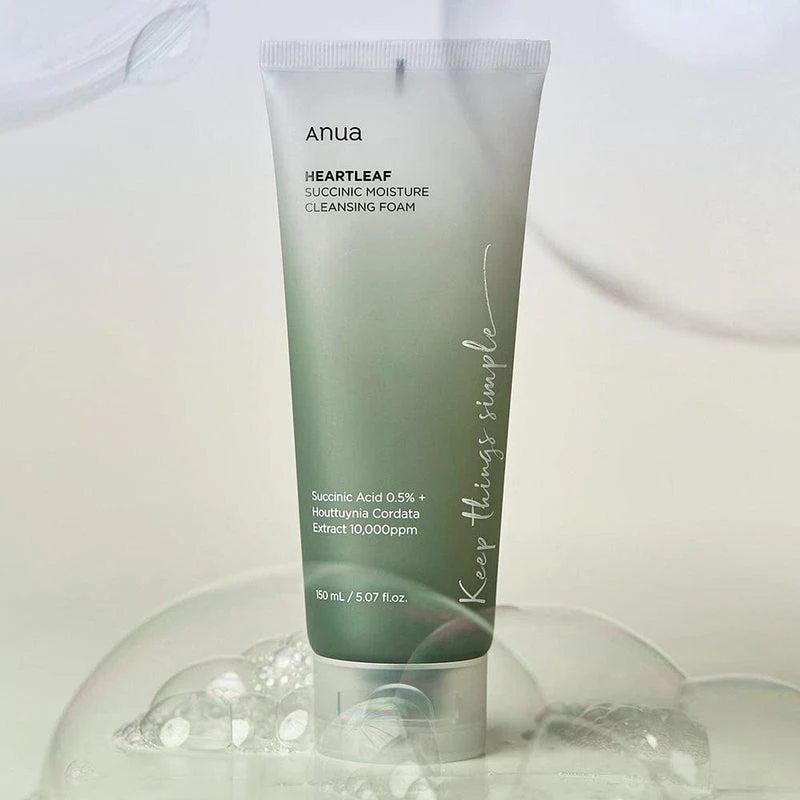 Anua
HEARTLEAF
SUCCINIC MOISTURE
CLEANSING FOAM
Keep things simple
Succinic Acid 0.5% +
Houttuynia Cordata
Extract 10,000ppm
150 mL / 5.07 fl.oz.